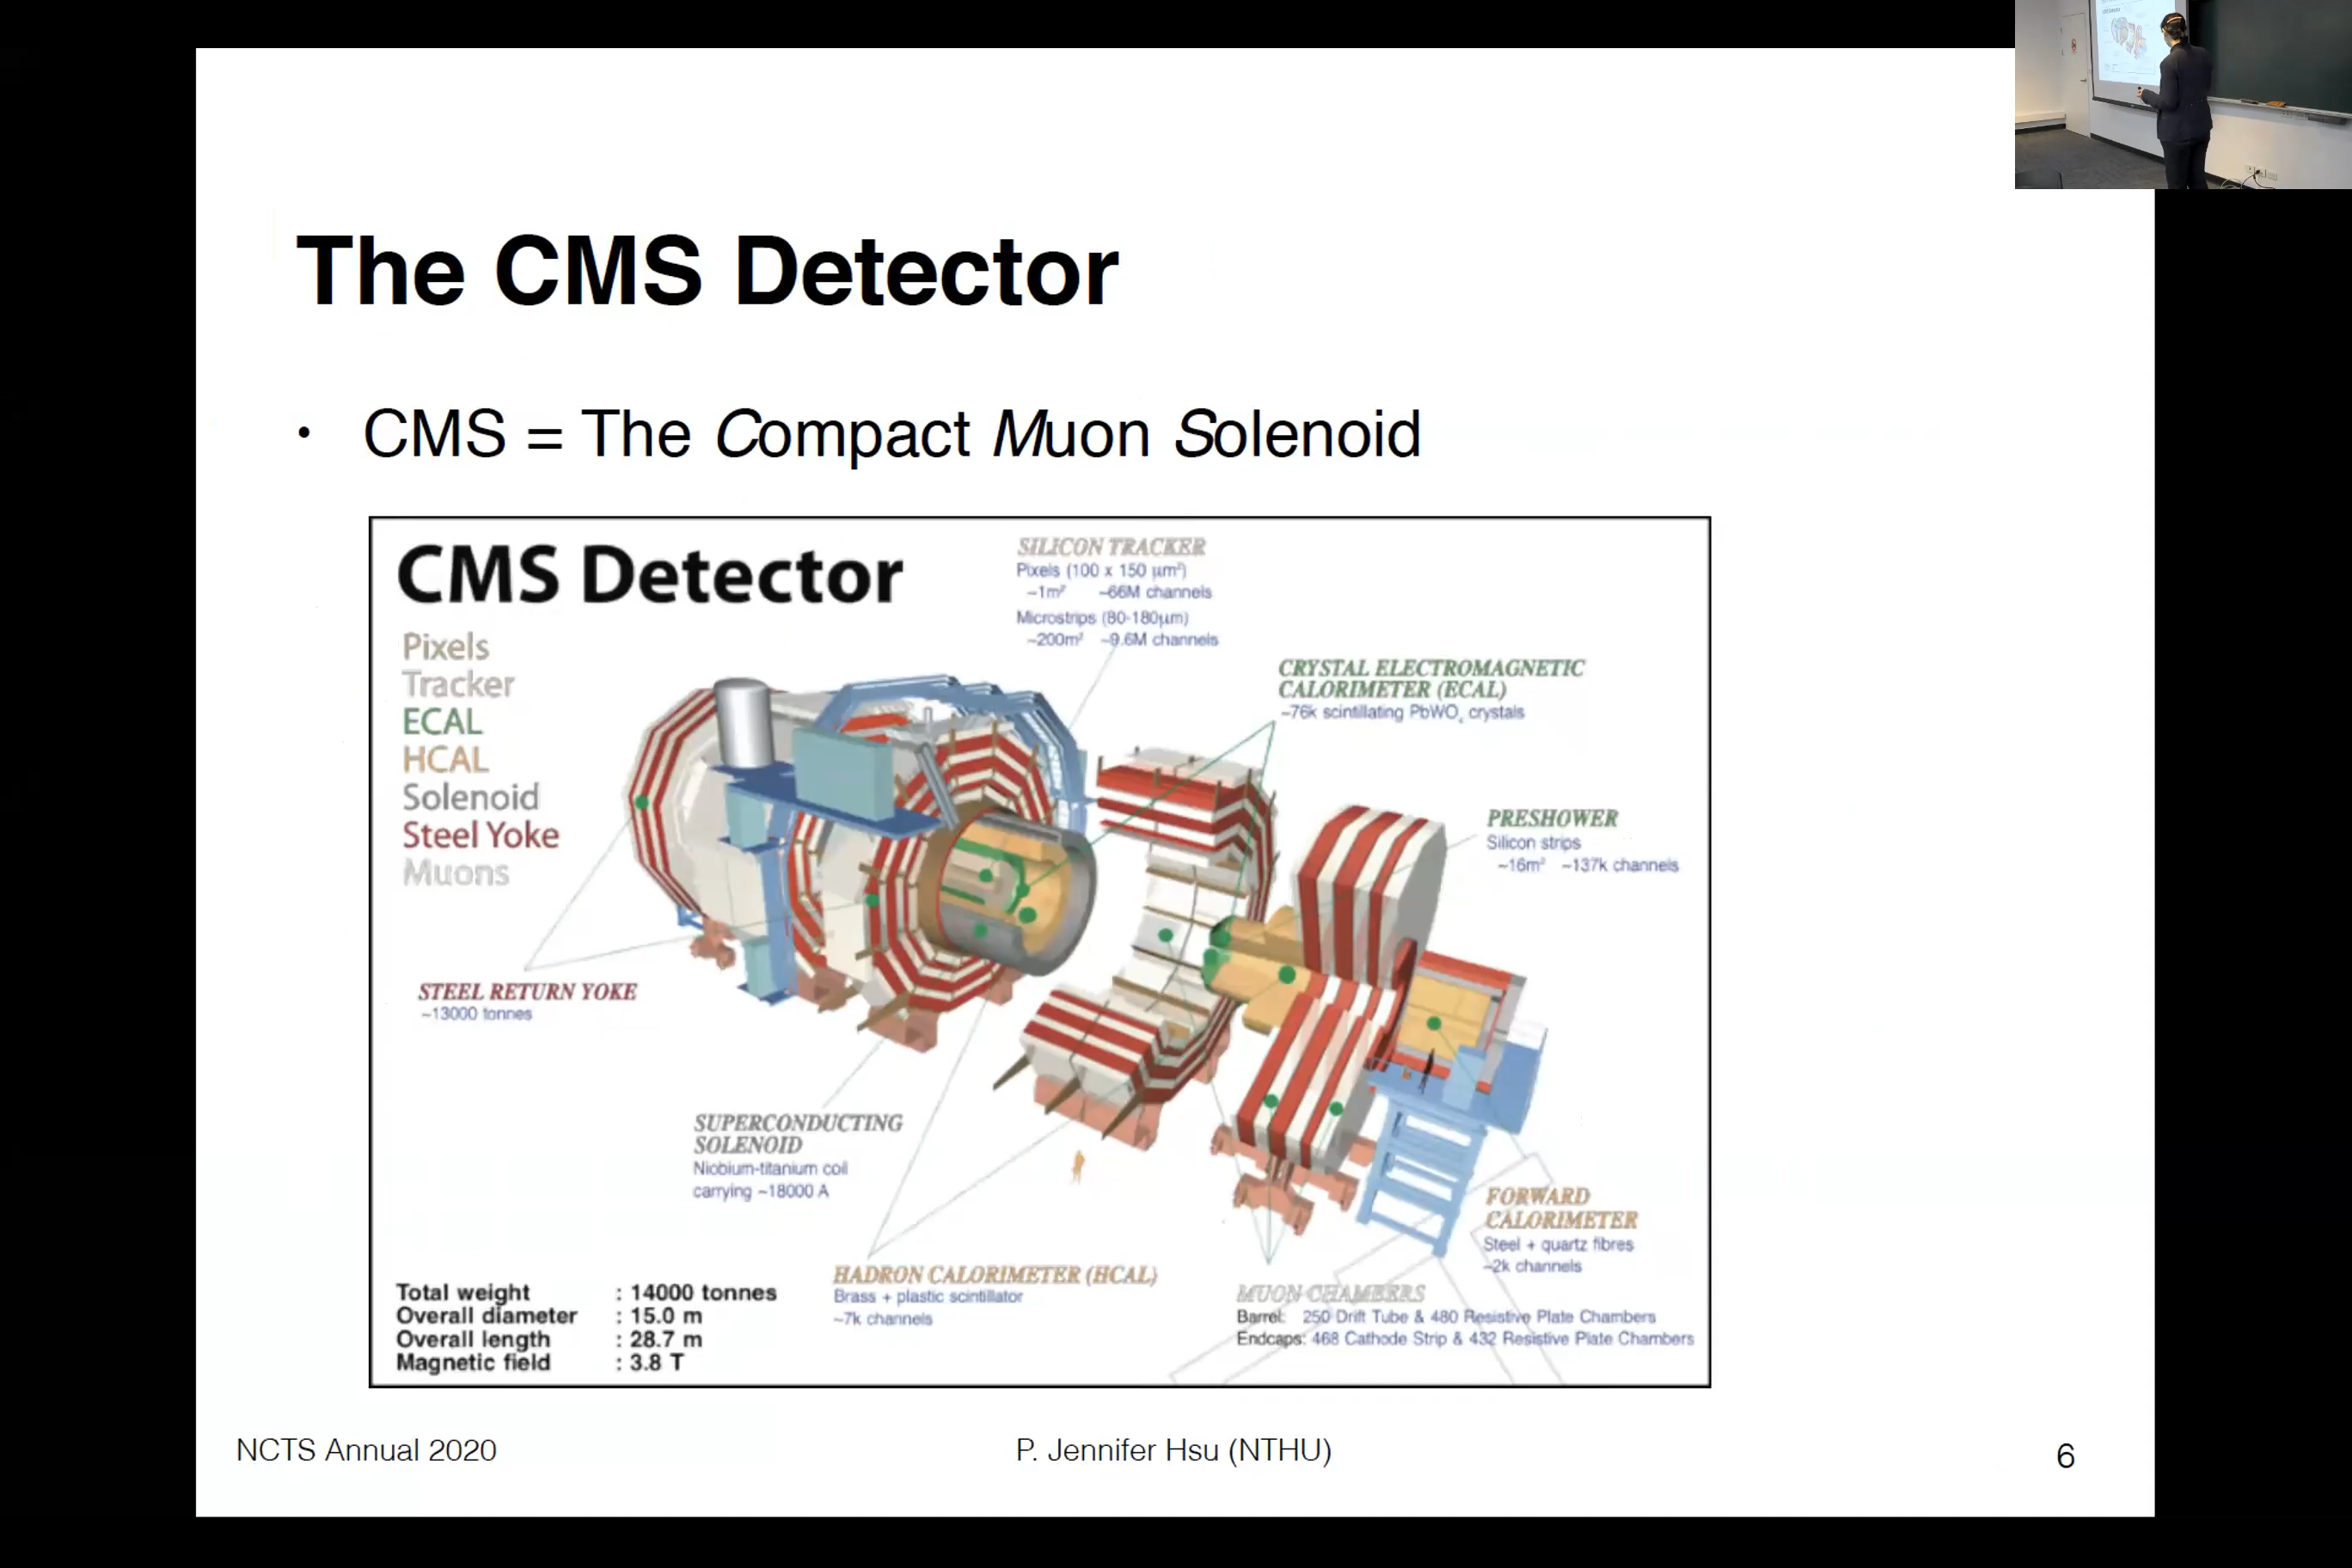 The CMS Detector
• CMS = The Compact Muon Solenoid
CMS Detector
Pixels
Tracker
ECAL
HCAL
Solenoid
Steel Yoke
Muons
SILICON TRACKER
Pixels (100 x 150 μm²)
~1m² ~66M channels
Microstrips (80-180μm)
~200m² ~9.6M channels
CRYSTAL ELECTROMAGNETIC
CALORIMETER (ECAL)
~76k scintillating PbWO₄ crystals
PRESHOWER
Silicon strips
~16m² ~137k channels
STEEL RETURN YOKE
~13000 tonnes
SUPERCONDUCTING
SOLENOID
Niobium-titanium coil
carrying ~18000 A
FORWARD
CALORIMETER
Steel + quartz fibres
~2k channels
HADRON CALORIMETER (HCAL)
Brass + plastic scintillator
~7k channels
MUON CHAMBERS
Barrel: 250 Drift Tube & 480 Resistive Plate Chambers
Endcaps: 468 Cathode Strip & 432 Resistive Plate Chambers
Total weight : 14000 tonnes
Overall diameter : 15.0 m
Overall length : 28.7 m
Magnetic field : 3.8 T
NCTS Annual 2020
P. Jennifer Hsu (NTHU)
6